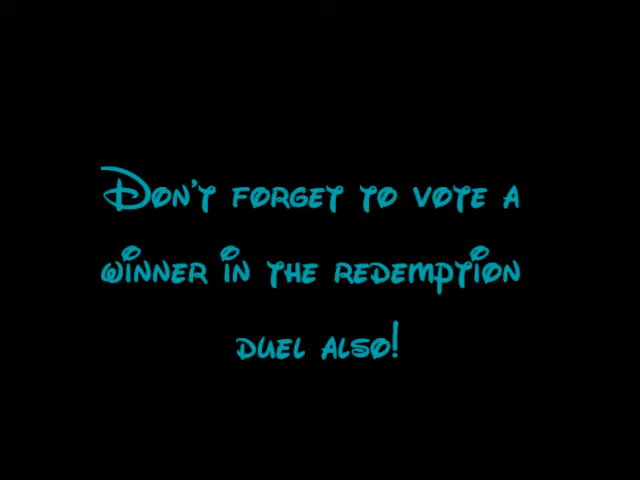 Don't forget to vote a
winner in the redemption
duel also!